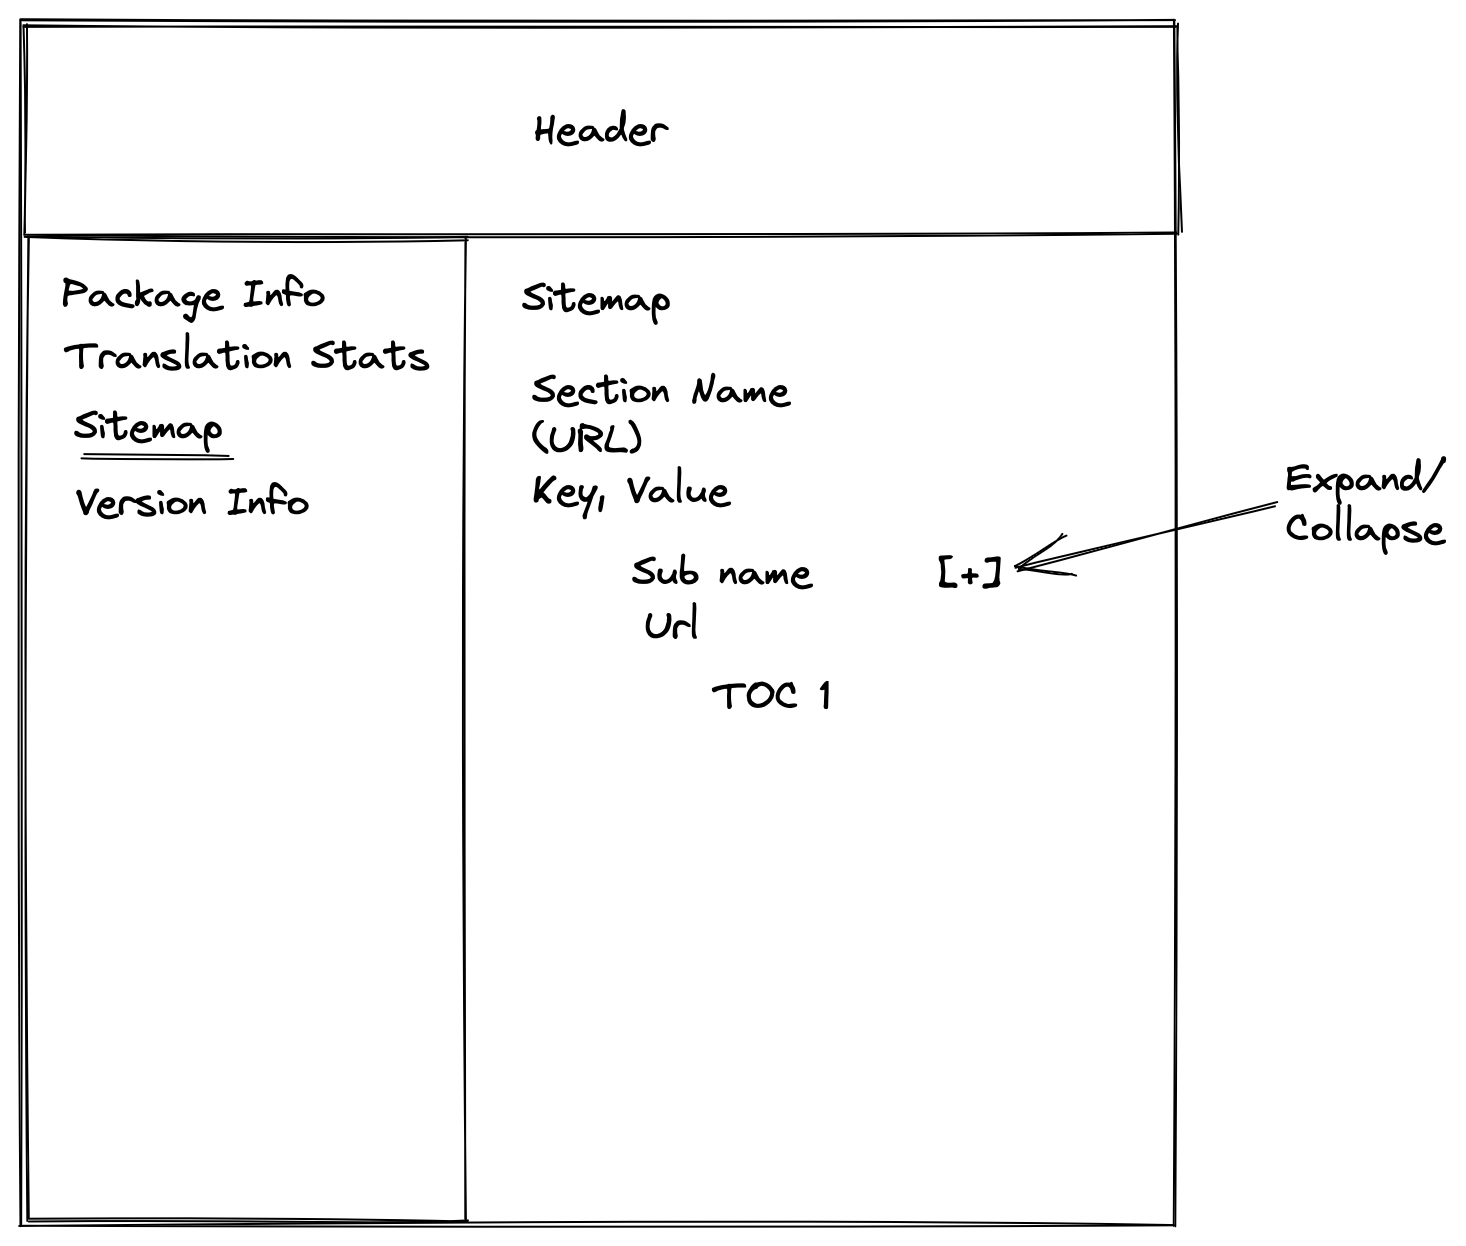 Header
Package Info
Translation Stats
Sitemap
Version Info
Sitemap
Section Name
(URL)
Key, Value
Sub name [+]
Url
TOC 1
Expand/
Collapse